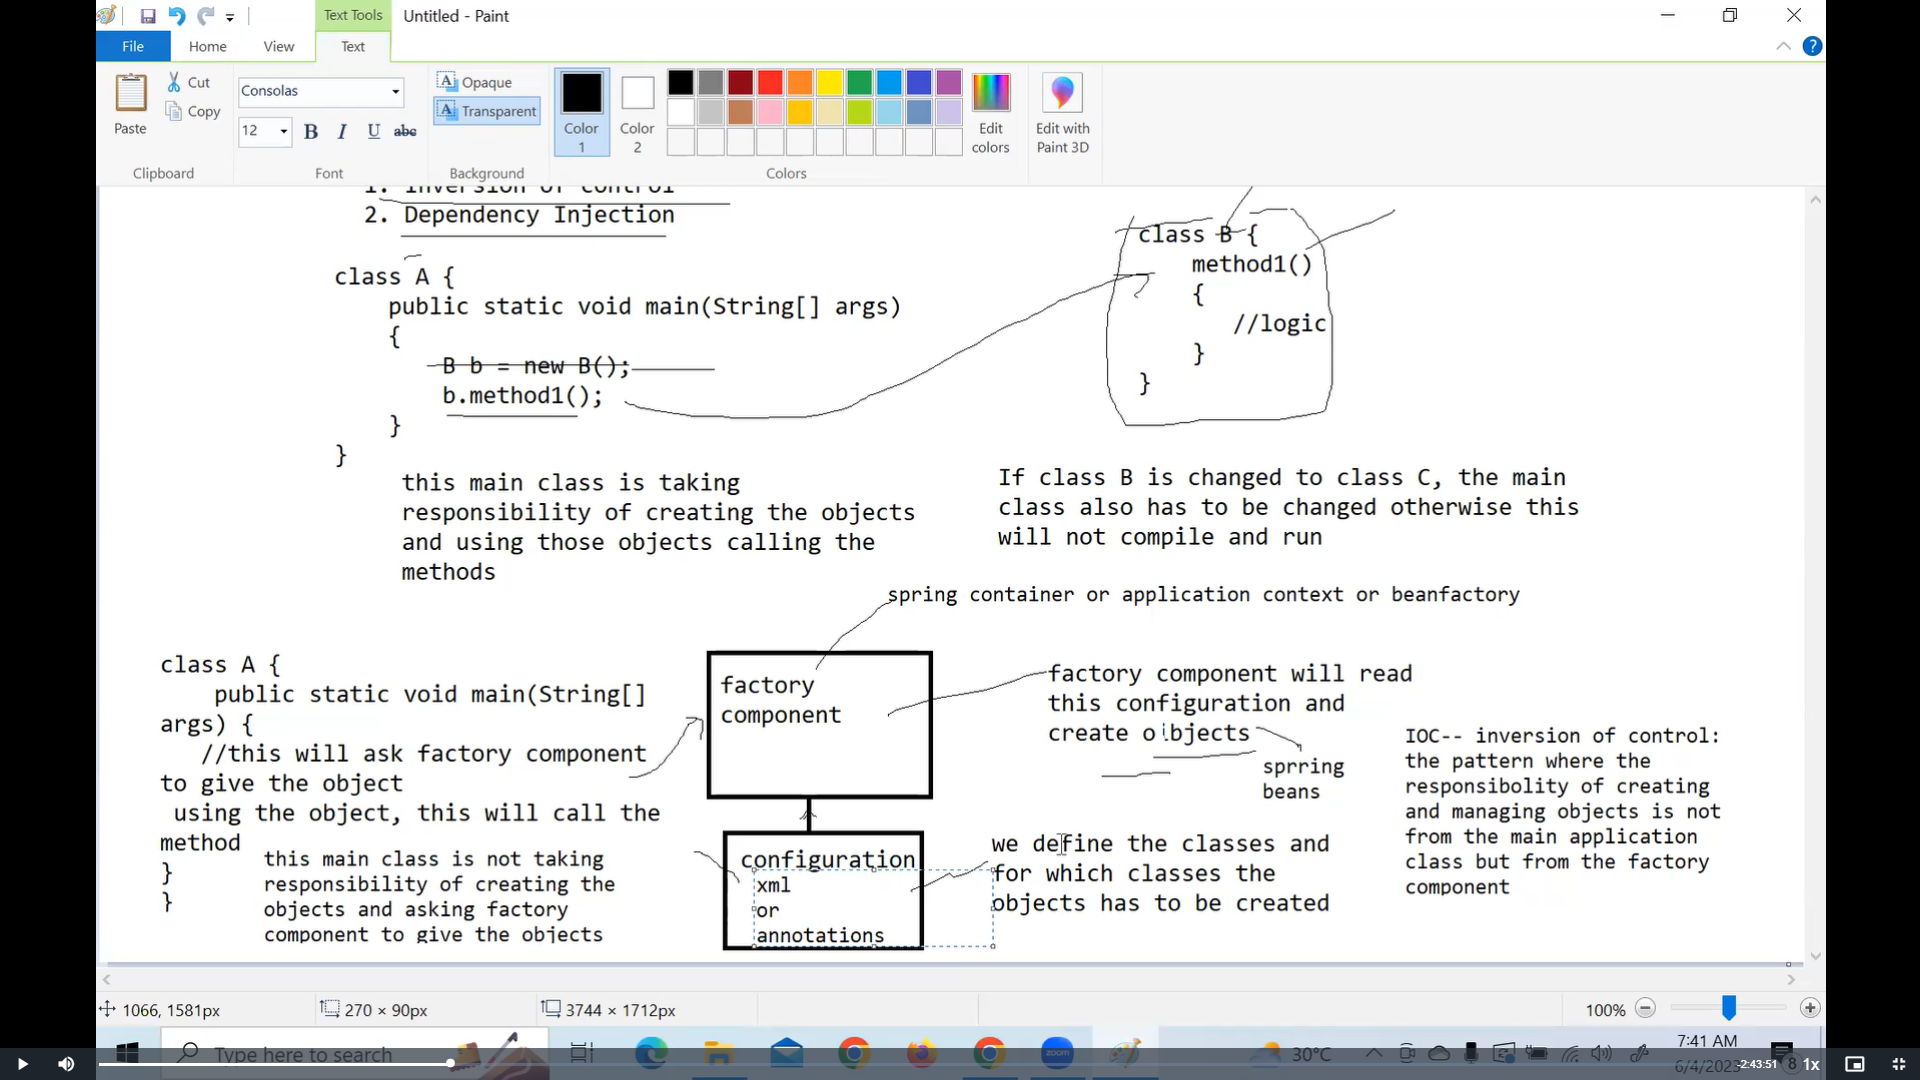 Text Tools
Untitled - Paint
File
Home
View
Text
Paste
Cut
Copy
Clipboard
Consolas
12
B I U abc
Font
Opaque
Transparent
Background
Color 1
Color 2
Edit colors
Edit with Paint 3D
Colors
1. Inversion of control
2. Dependency Injection
class A {
public static void main(String[] args)
{
B b = new B();
b.method1();
}
}
class B {
method1()
{
//logic
}
}
this main class is taking
responsibility of creating the objects
and using those objects calling the
methods
If class B is changed to class C, the main
class also has to be changed otherwise this
will not compile and run
spring container or application context or beanfactory
class A {
public static void main(String[]
args) {
//this will ask factory component
to give the object
using the object, this will call the
method
}
}
this main class is not taking
responsibility of creating the
objects and asking factory
component to give the objects
factory
component
configuration
xml
or
annotations
factory component will read
this configuration and
create objects
sprring
beans
we define the classes and
for which classes the
objects has to be created
IOC-- inversion of control:
the pattern where the
responsibolity of creating
and managing objects is not
from the main application
class but from the factory
component
1066, 1581px
270 × 90px
3744 × 1712px
100%
Type here to search
zoom
30°C
7:41 AM
-2:43:51
8
1x